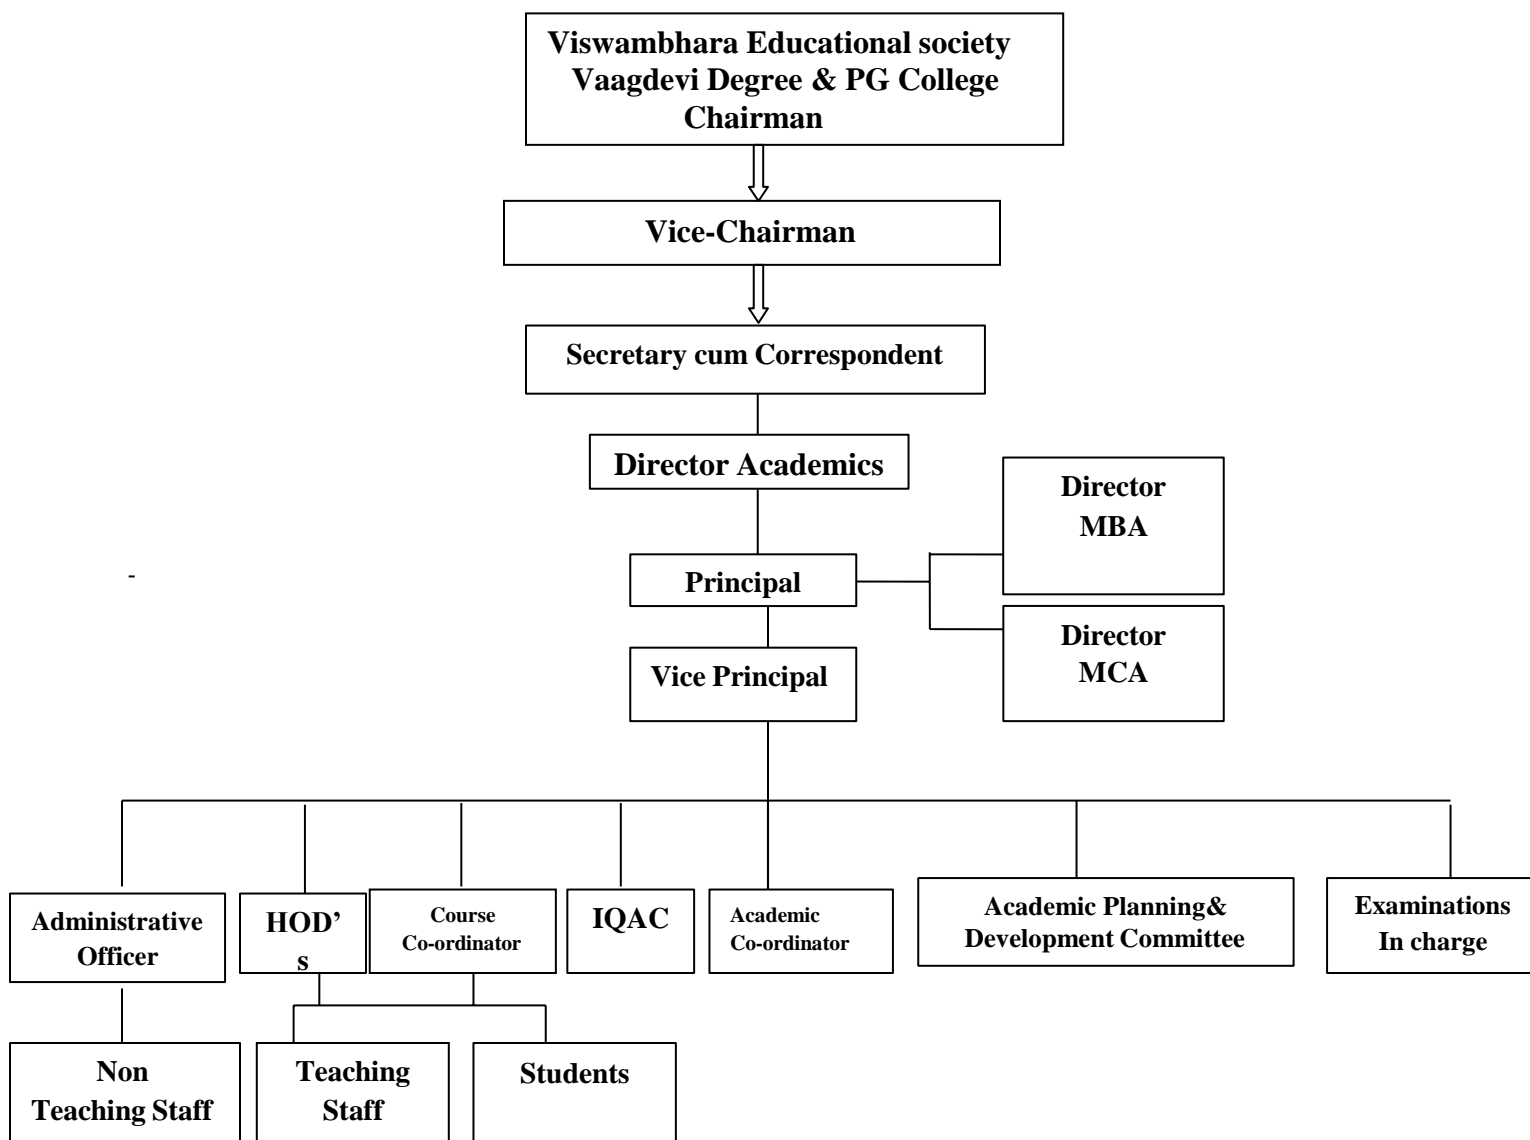 Viswambhara Educational society
Vaagdevi Degree & PG College
Chairman
Vice-Chairman
Secretary cum Correspondent
Director Academics
Director
MBA
-
Principal
Director
MCA
Vice Principal
Administrative
Officer
HOD’
s
Course
Co-ordinator
IQAC
Academic
Co-ordinator
Academic Planning&
Development Committee
Examinations
In charge
Non
Teaching Staff
Teaching
Staff
Students